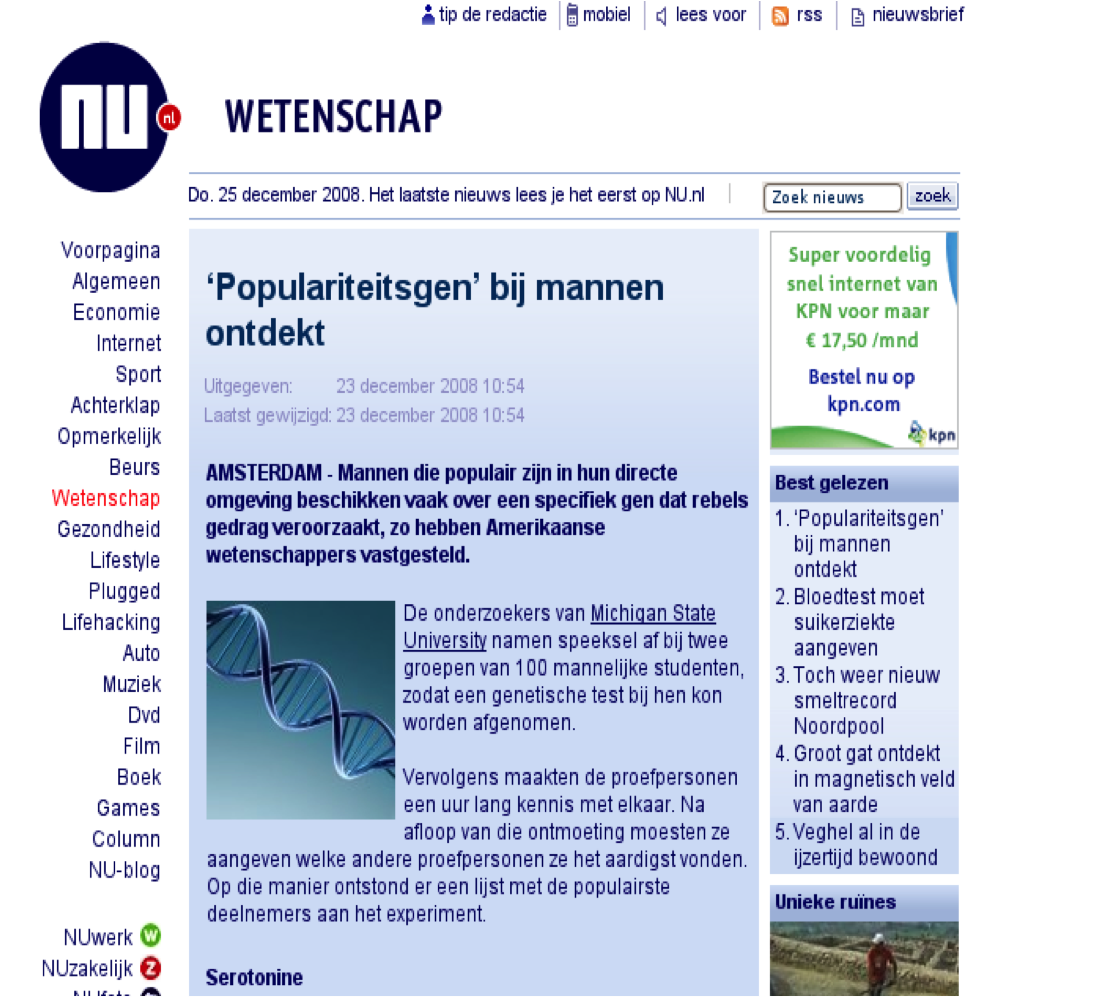 tip de redactie
mobiel
lees voor
rss
nieuwsbrief
nu
nl
WETENSCHAP
Do. 25 december 2008. Het laatste nieuws lees je het eerst op NU.nl
Zoek nieuws
zoek
Voorpagina
Algemeen
Economie
Internet
Sport
Achterklap
Opmerkelijk
Beurs
Wetenschap
Gezondheid
Lifestyle
Plugged
Lifehacking
Auto
Muziek
Dvd
Film
Boek
Games
Column
NU-blog
NUwerk w
NUzakelijk z
‘Populariteitsgen’ bij mannen
ontdekt
Uitgegeven: 23 december 2008 10:54
Laatst gewijzigd: 23 december 2008 10:54
AMSTERDAM - Mannen die populair zijn in hun directe
omgeving beschikken vaak over een specifiek gen dat rebels
gedrag veroorzaakt, zo hebben Amerikaanse
wetenschappers vastgesteld.
De onderzoekers van Michigan State
University namen speeksel af bij twee
groepen van 100 mannelijke studenten,
zodat een genetische test bij hen kon
worden afgenomen.
Vervolgens maakten de proefpersonen
een uur lang kennis met elkaar. Na
afloop van die ontmoeting moesten ze
aangeven welke andere proefpersonen ze het aardigst vonden.
Op die manier ontstond er een lijst met de populairste
deelnemers aan het experiment.
Serotonine
Super voordelig
snel internet van
KPN voor maar
€ 17,50 /mnd
Bestel nu op
kpn.com
kpn
Best gelezen
1. ‘Populariteitsgen’
bij mannen
ontdekt
2. Bloedtest moet
suikerziekte
aangeven
3. Toch weer nieuw
smeltrecord
Noordpool
4. Groot gat ontdekt
in magnetisch veld
van aarde
5. Veghel al in de
ijzertijd bewoond
Unieke ruïnes